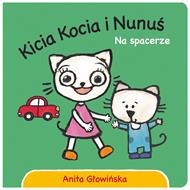 Kicia Kocia i Nunuś
Na spacerze
Anita Głowińska